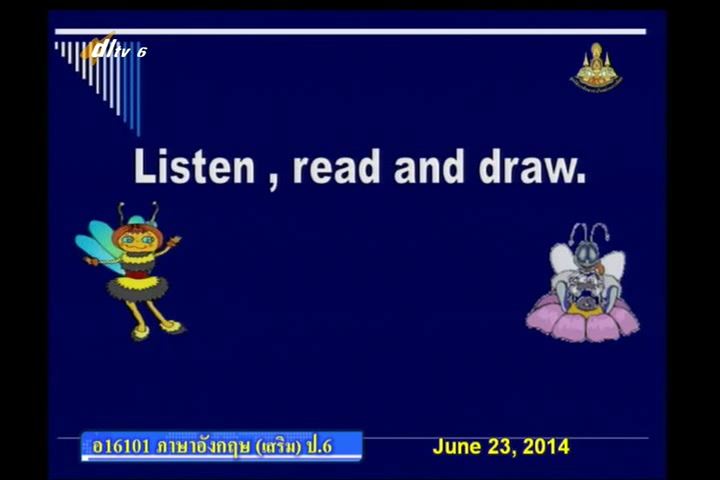 dltv 6
Listen , read and draw.
อ16101 ภาษาอังกฤษ (เสริม) ป.6
June 23, 2014